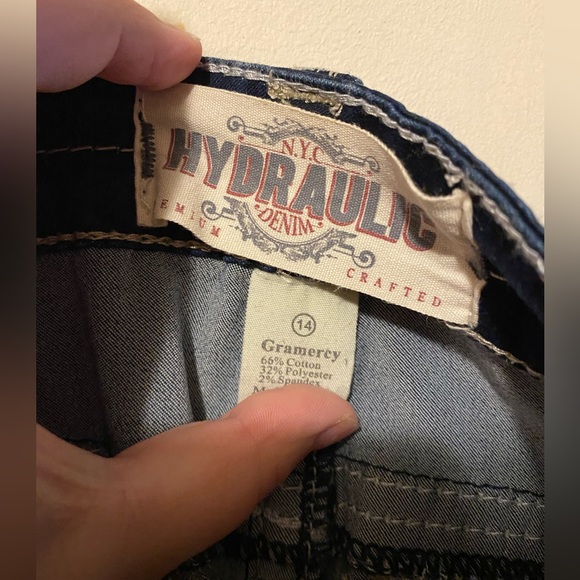 N.Y.C
HYDRAULIC
DENIM
EMIUM CRAFTED
14
Gramercy
66% Cotton
32% Polyester
2% Spandex
M